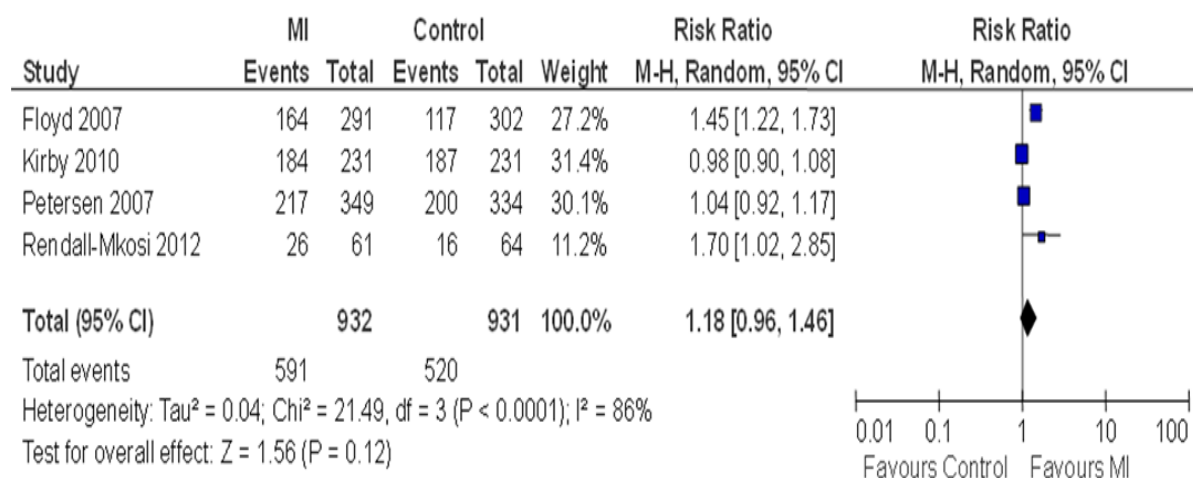 MI Control Risk Ratio Risk Ratio
Study Events Total Events Total Weight M-H, Random, 95% CI M-H, Random, 95% CI
Floyd 2007 164 291 117 302 27.2% 1.45 [1.22, 1.73]
Kirby 2010 184 231 187 231 31.4% 0.98 [0.90, 1.08]
Petersen 2007 217 349 200 334 30.1% 1.04 [0.92, 1.17]
Rendall-Mkosi 2012 26 61 16 64 11.2% 1.70 [1.02, 2.85]
Total (95% CI) 932 931 100.0% 1.18 [0.96, 1.46]
Total events 591 520
Heterogeneity: Tau² = 0.04; Chi² = 21.49, df = 3 (P < 0.0001); I² = 86%
Test for overall effect: Z = 1.56 (P = 0.12)
0.01 0.1 1 10 100
Favours Control Favours MI